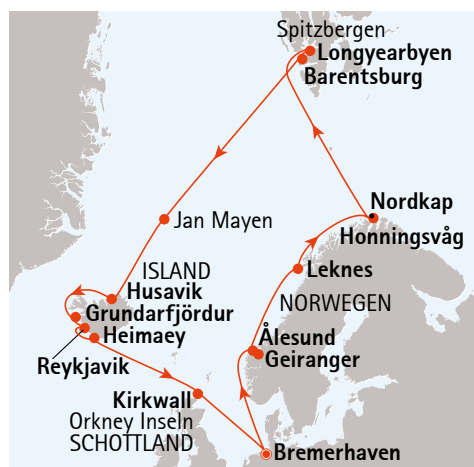 Spitzbergen
Longyearbyen
Barentsburg
Nordkap
Honningsvåg
Jan Mayen
Leknes
ISLAND
Husavik
NORWEGEN
Grundarfjördur
Heimaey
Ålesund
Reykjavik
Geiranger
Kirkwall
Orkney Inseln
SCHOTTLAND
Bremerhaven